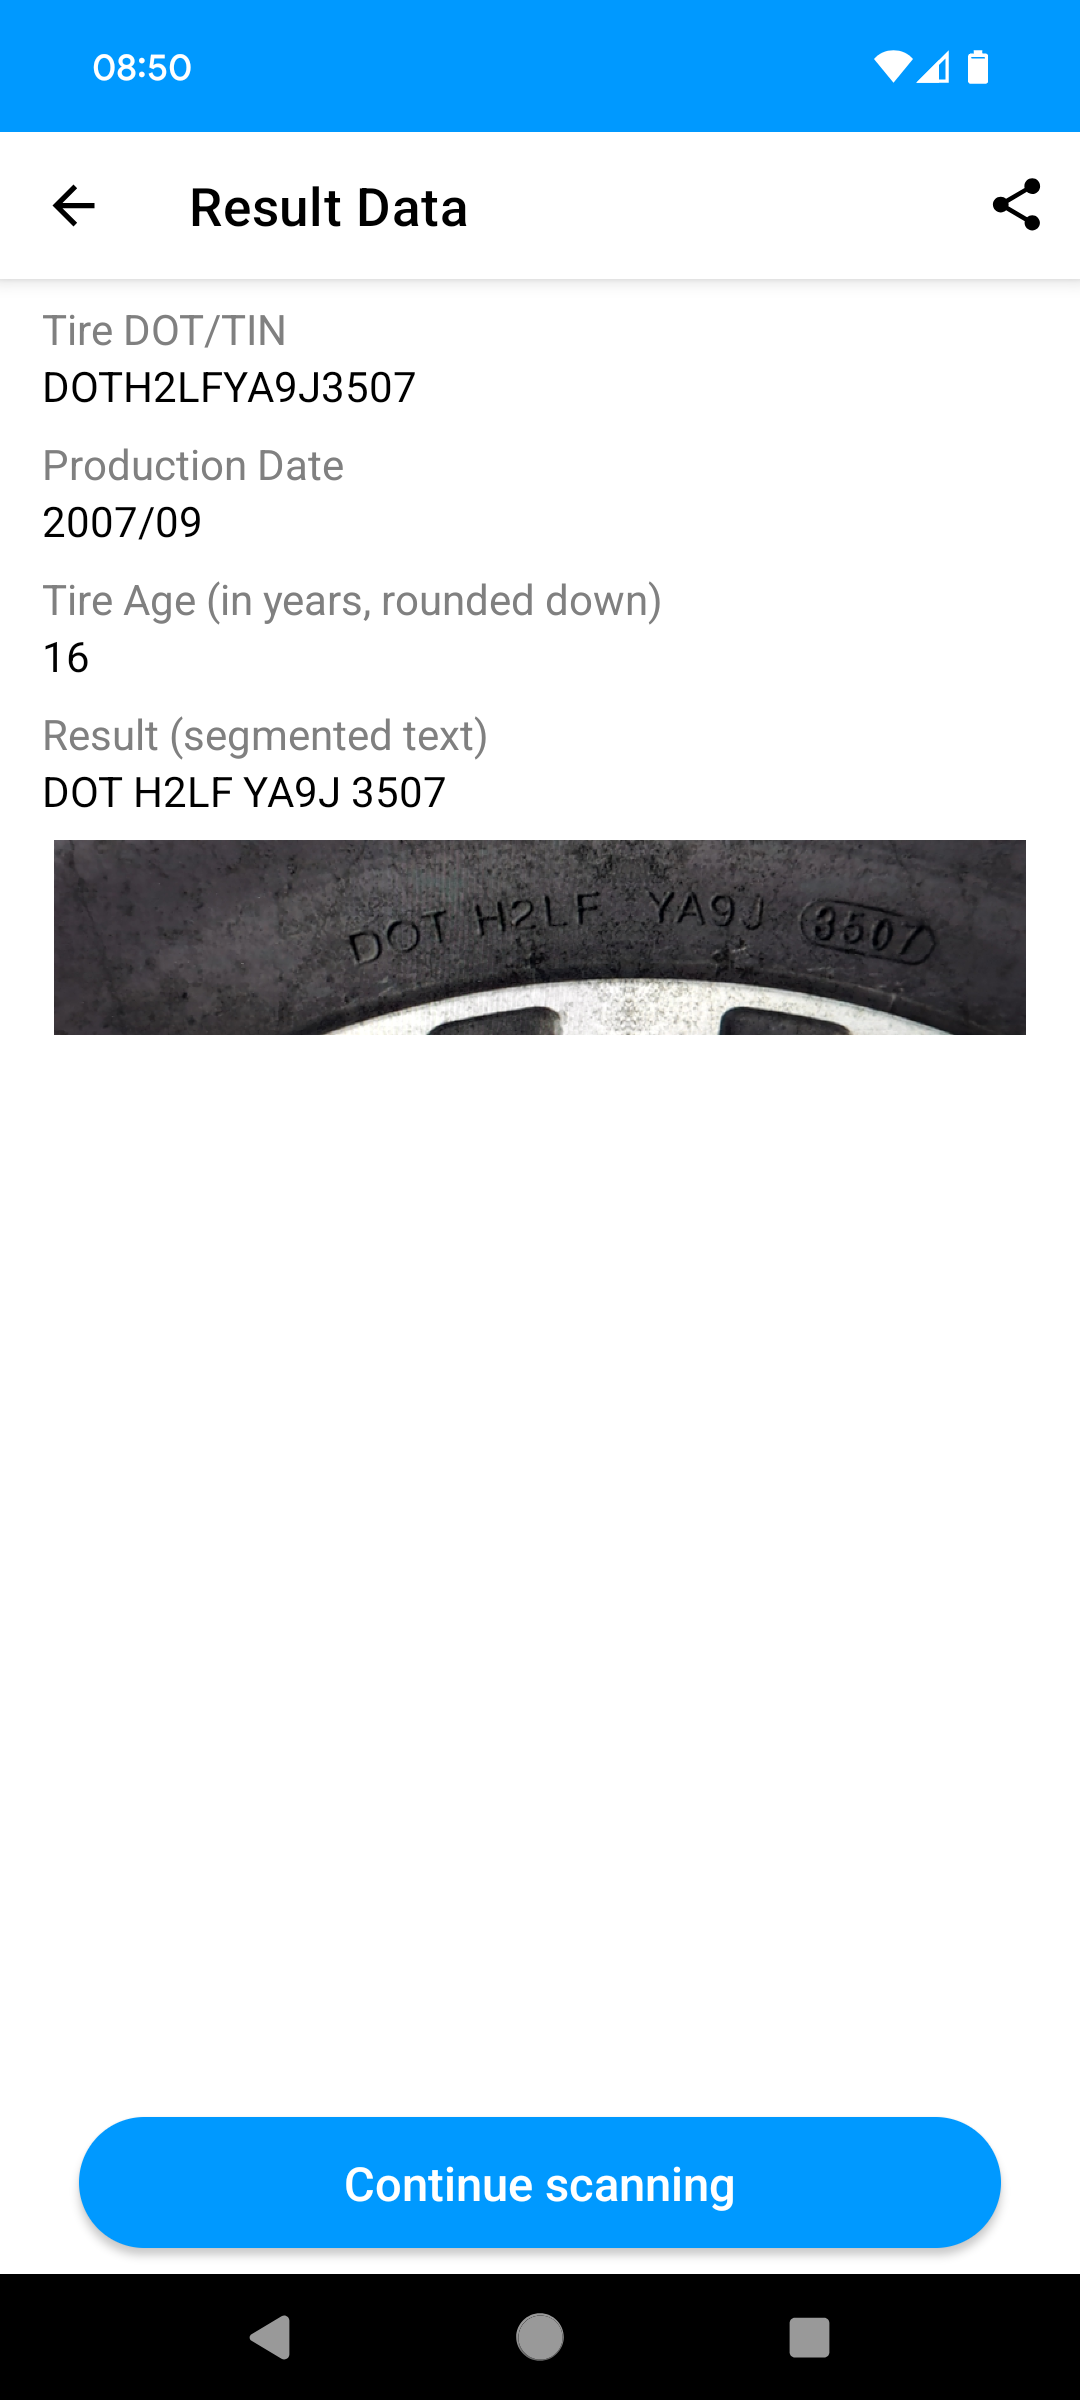 08:50
Result Data
Tire DOT/TIN
DOTH2LFYA9J3507
Production Date
2007/09
Tire Age (in years, rounded down)
16
Result (segmented text)
DOT H2LF YA9J 3507
DOT H2LF YA9J 3507
Continue scanning